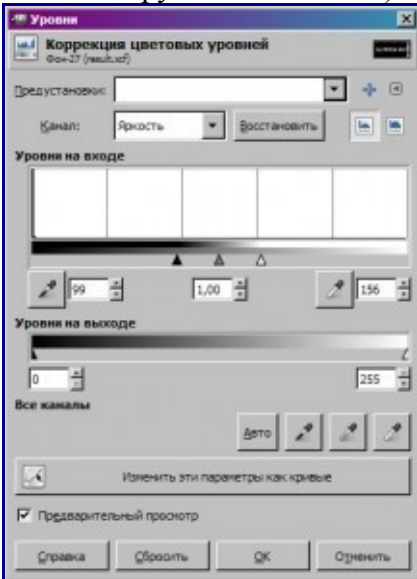 Уровни
Коррекция цветовых уровней
Фон-27 (result.xcf)
Предустановки:
Канал: Яркость Восстановить
Уровни на входе
99 1,00 156
Уровни на выходе
0 255
Все каналы
Авто
Изменить эти параметры как кривые
Предварительный просмотр
Справка Сбросить OK Отменить